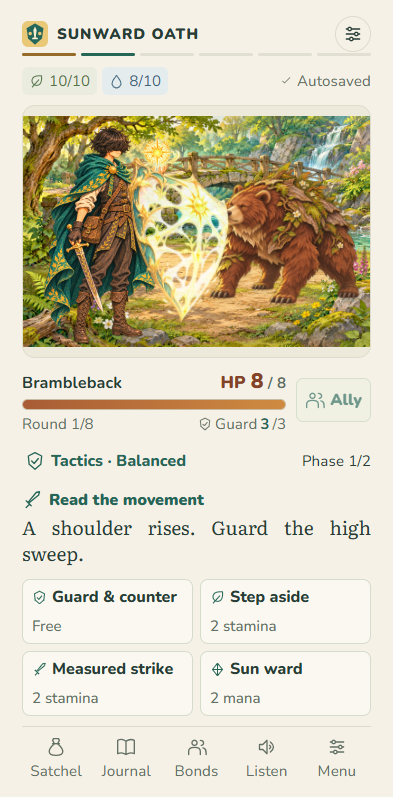 SUNWARD OATH
10/10 8/10 Autosaved
Brambleback HP 8 / 8
Ally
Round 1/8 Guard 3/3
Tactics · Balanced Phase 1/2
Read the movement
A shoulder rises. Guard the high
sweep.
Guard & counter
Free
Step aside
2 stamina
Measured strike
2 stamina
Sun ward
2 mana
Satchel Journal Bonds Listen Menu